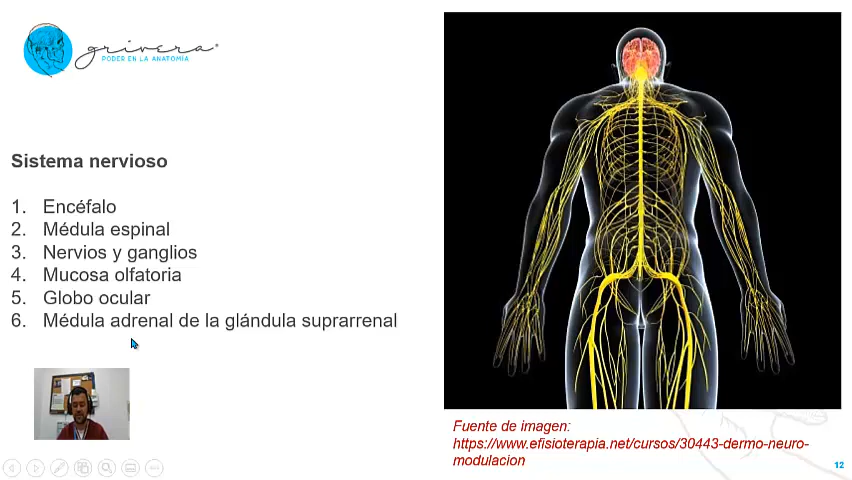 grivera
PODER EN LA ANATOMÍA
Sistema nervioso
1. Encéfalo
2. Médula espinal
3. Nervios y ganglios
4. Mucosa olfatoria
5. Globo ocular
6. Médula adrenal de la glándula suprarrenal
Fuente de imagen:
https://www.efisioterapia.net/cursos/30443-dermo-neuro-
modulacion
12